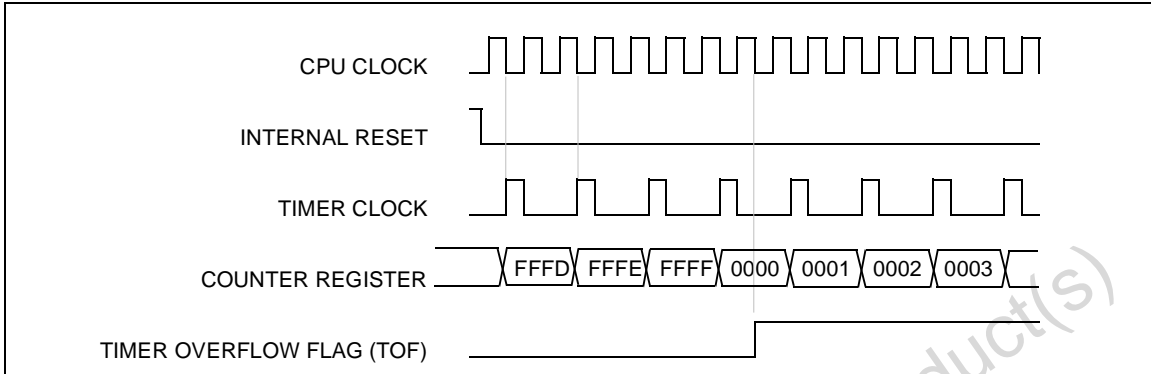 CPU CLOCK
INTERNAL RESET
TIMER CLOCK
COUNTER REGISTER FFFD FFFE FFFF 0000 0001 0002 0003
TIMER OVERFLOW FLAG (TOF)